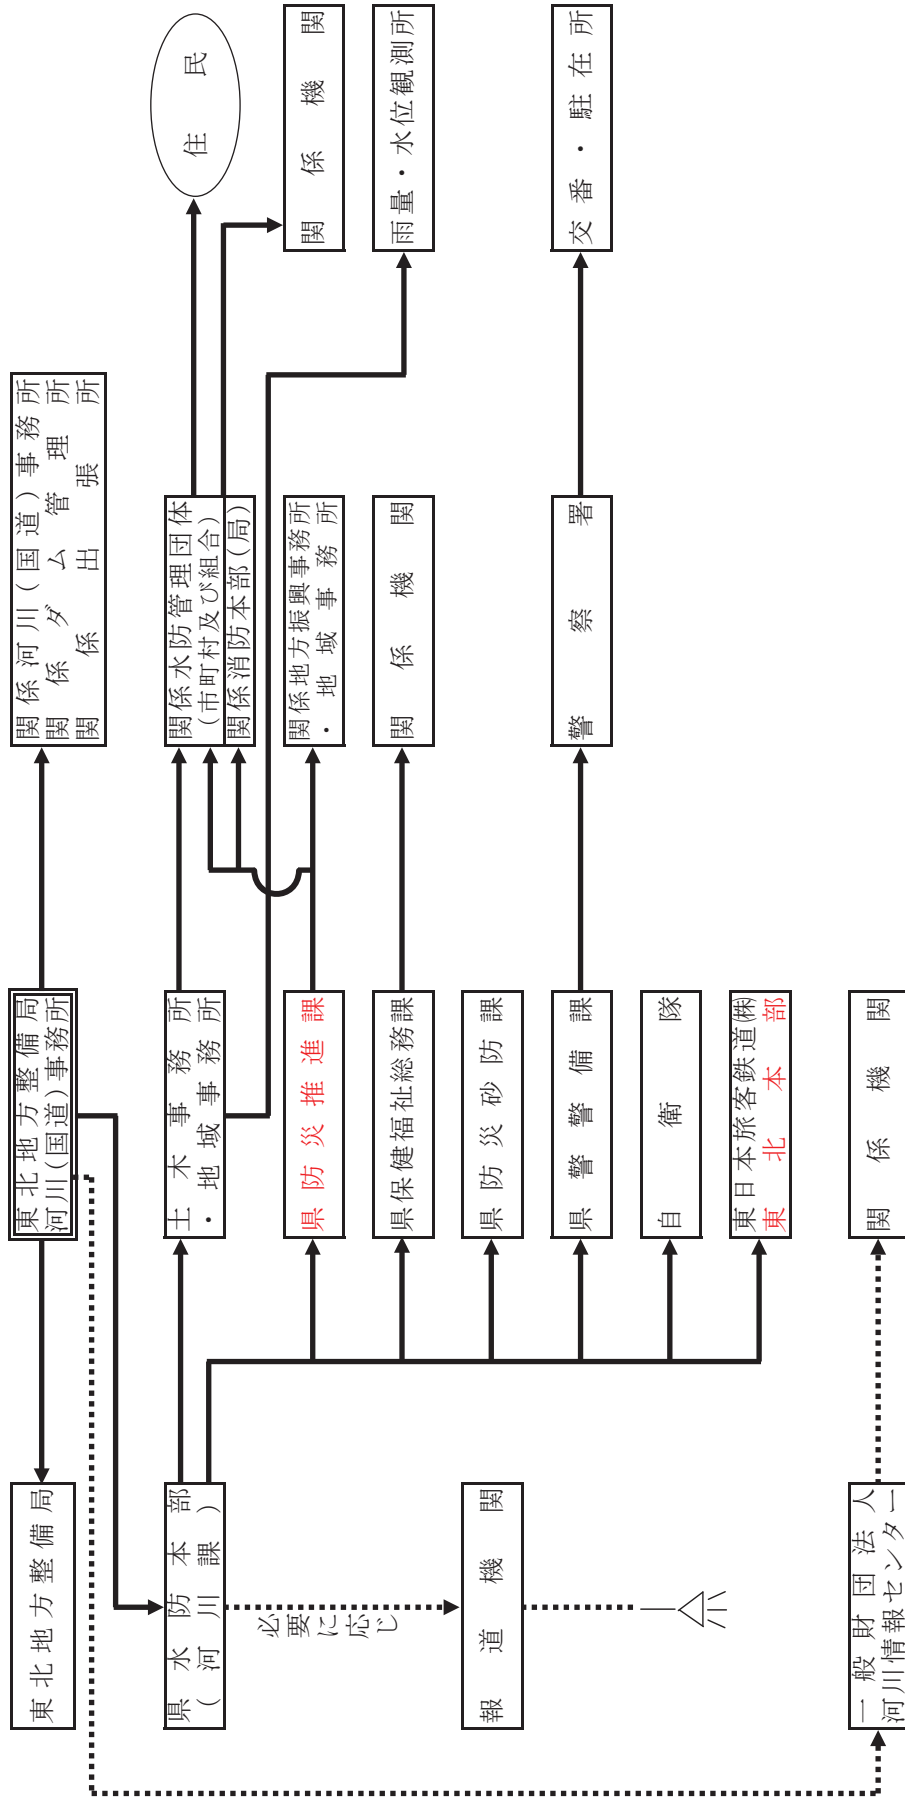 東北地方整備局
東北地方整備局
河川(国道)事務所
関係河川(国道)事務所
関係ダム管理所
関係出張所
県水防本部
(河川課)
土木事務所
・地域事務所
関係水防管理団体
(市町村及び組合)
関係消防本部(局)
住民
関係機関
必要に応じ
県防災推進課
関係地方振興事務所
・地域事務所
県保健福祉総務課
関係機関
雨量・水位観測所
報道機関
県防災砂防課
県警警備課
警察署
交番・駐在所
自衛隊
東日本旅客鉄道㈱
東北本部
一般財団法人
河川情報センター
関係機関